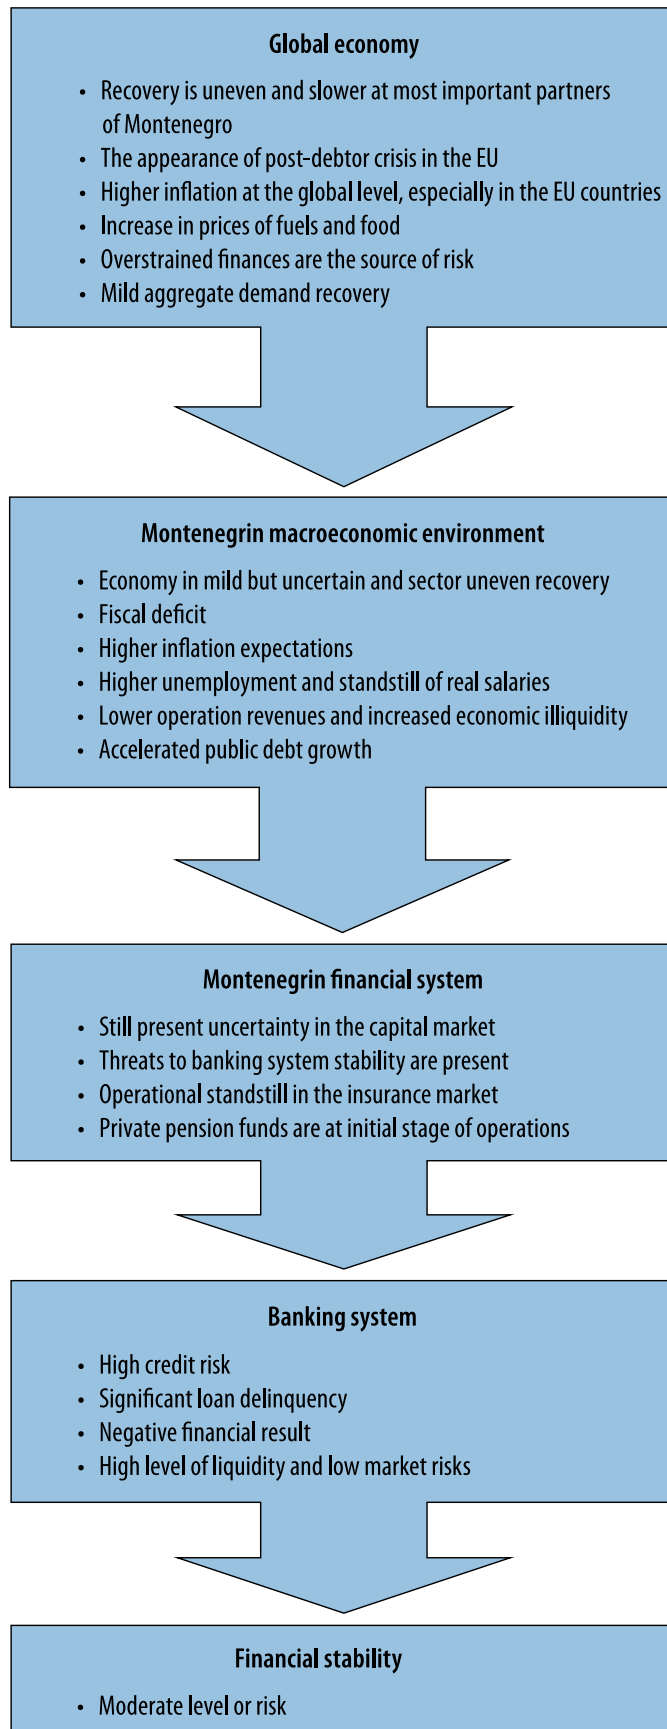 Global economy
• Recovery is uneven and slower at most important partners
of Montenegro
• The appearance of post-debtor crisis in the EU
• Higher inflation at the global level, especially in the EU countries
• Increase in prices of fuels and food
• Overstrained finances are the source of risk
• Mild aggregate demand recovery
Montenegrin macroeconomic environment
• Economy in mild but uncertain and sector uneven recovery
• Fiscal deficit
• Higher inflation expectations
• Higher unemployment and standstill of real salaries
• Lower operation revenues and increased economic illiquidity
• Accelerated public debt growth
Montenegrin financial system
• Still present uncertainty in the capital market
• Threats to banking system stability are present
• Operational standstill in the insurance market
• Private pension funds are at initial stage of operations
Banking system
• High credit risk
• Significant loan delinquency
• Negative financial result
• High level of liquidity and low market risks
Financial stability
• Moderate level or risk